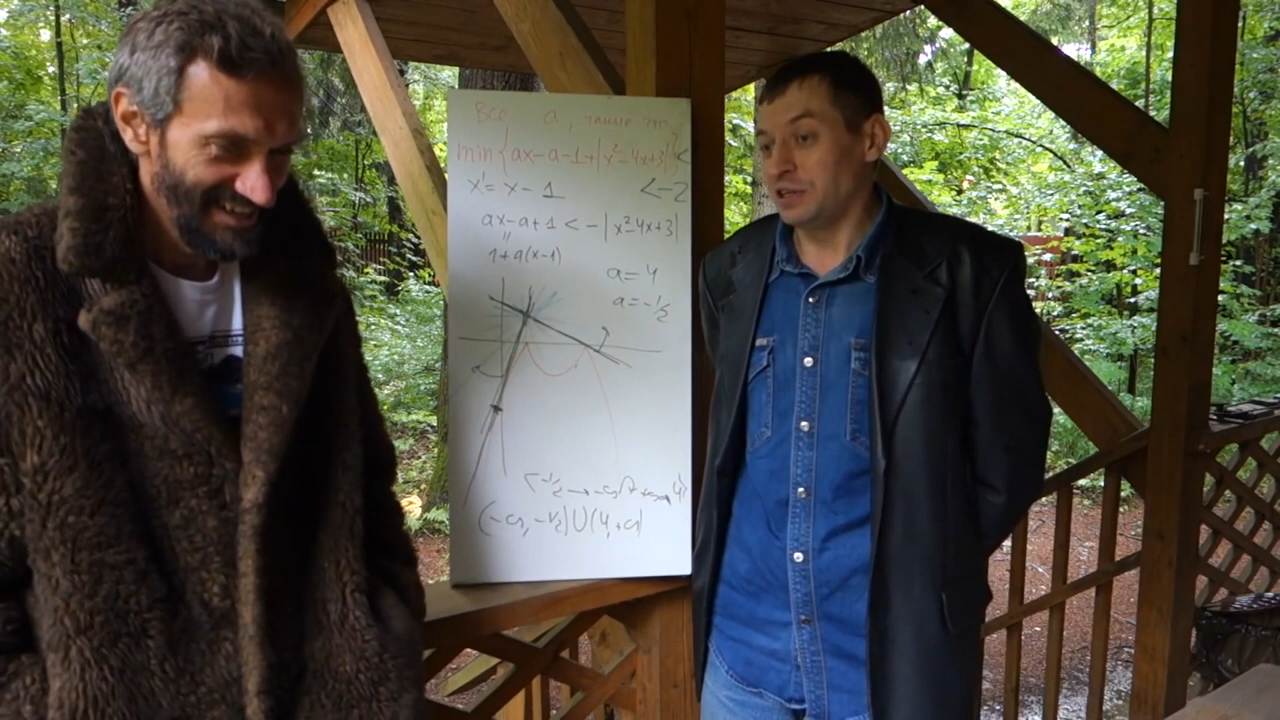 Все a, такие что
min {ax-a-1+|x²-4x+3|} <
x' = x - 1 <-2
ax-a+1 < -|x²-4x+3|
1+a(x-1)
a=4
a=-½
(-∞, -½)∪(4, +∞)